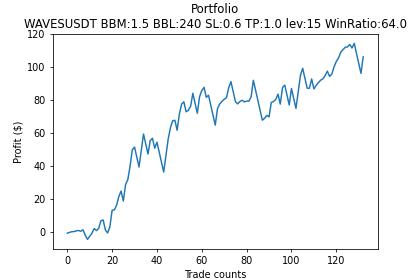 Portfolio
WAVESUSDT BBM:1.5 BBL:240 SL:0.6 TP:1.0 lev:15 WinRatio:64.0
120
100
80
60
40
20
0
Profit ($)
0 20 40 60 80 100 120
Trade counts